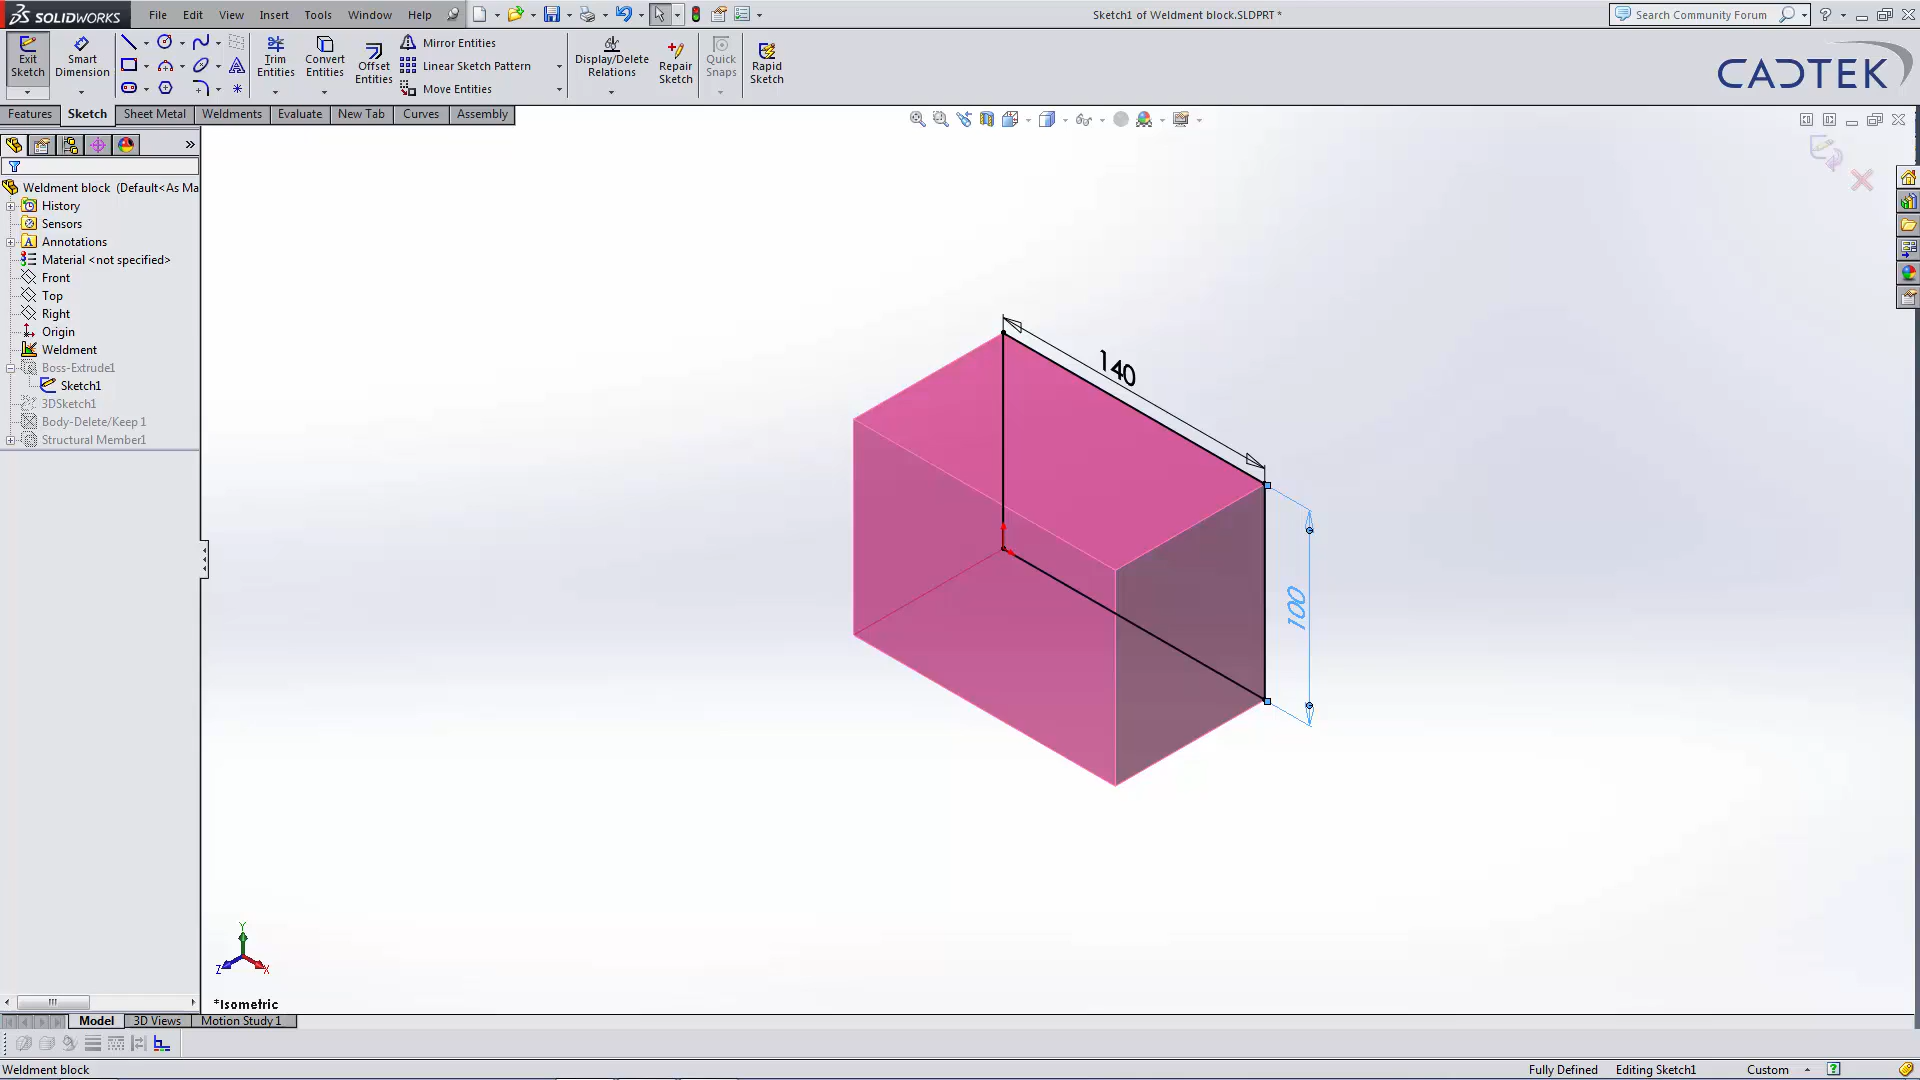 SOLIDWORKS File Edit View Insert Tools Window Help Sketch1 of Weldment block.SLDPRT * Search Community Forum
Exit Sketch
Smart Dimension
Trim Entities
Convert Entities
Offset Entities
Mirror Entities
Linear Sketch Pattern
Move Entities
Display/Delete Relations
Repair Sketch
Quick Snaps
Rapid Sketch
CADTEK
Features Sketch Sheet Metal Weldments Evaluate New Tab Curves Assembly
Weldment block (Default<As Ma
History
Sensors
Annotations
Material <not specified>
Front
Top
Right
Origin
Weldment
Boss-Extrude1
Sketch1
3DSketch1
Body-Delete/Keep 1
Structural Member1
140
100
Y
Z
X
*Isometric
Model 3D Views Motion Study 1
Weldment block Fully Defined Editing Sketch1 Custom